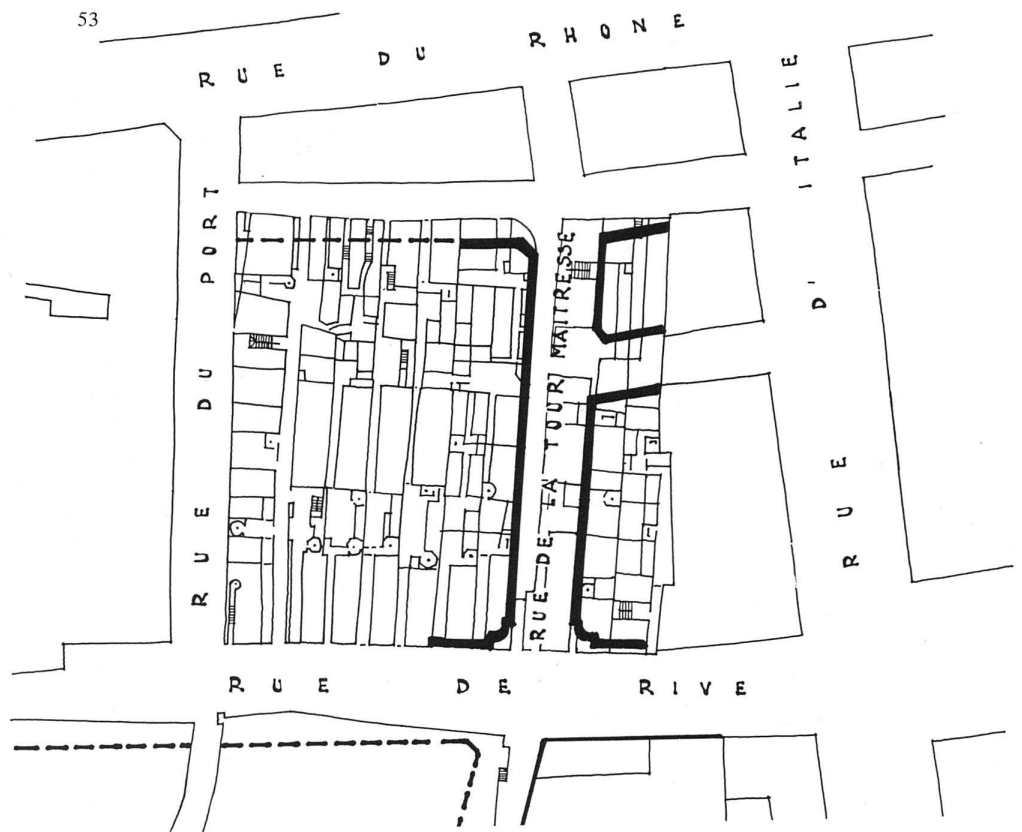 53
RUE DU RHONE
RUE DU PORT
RUE DE LA TOUR MAITRESSE
RUE D' ITALIE
RUE DE RIVE